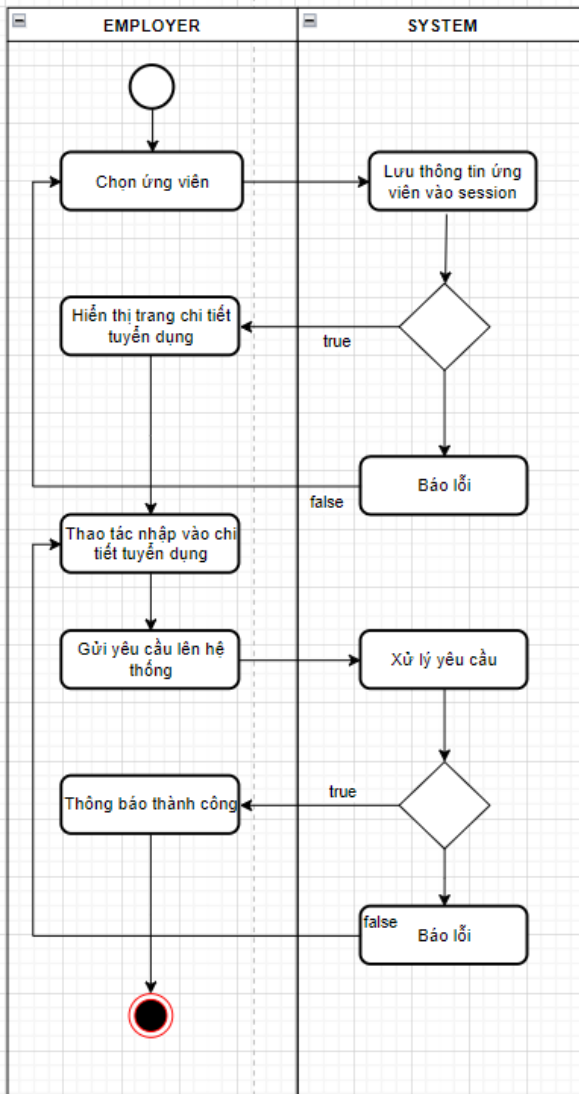 EMPLOYER
SYSTEM
Chọn ứng viên
Lưu thông tin ứng
viên vào session
Hiển thị trang chi tiết
tuyển dụng
true
Báo lỗi
false
Thao tác nhập vào chi
tiết tuyển dụng
Gửi yêu cầu lên hệ
thống
Xử lý yêu cầu
Thông báo thành công
true
false
Báo lỗi